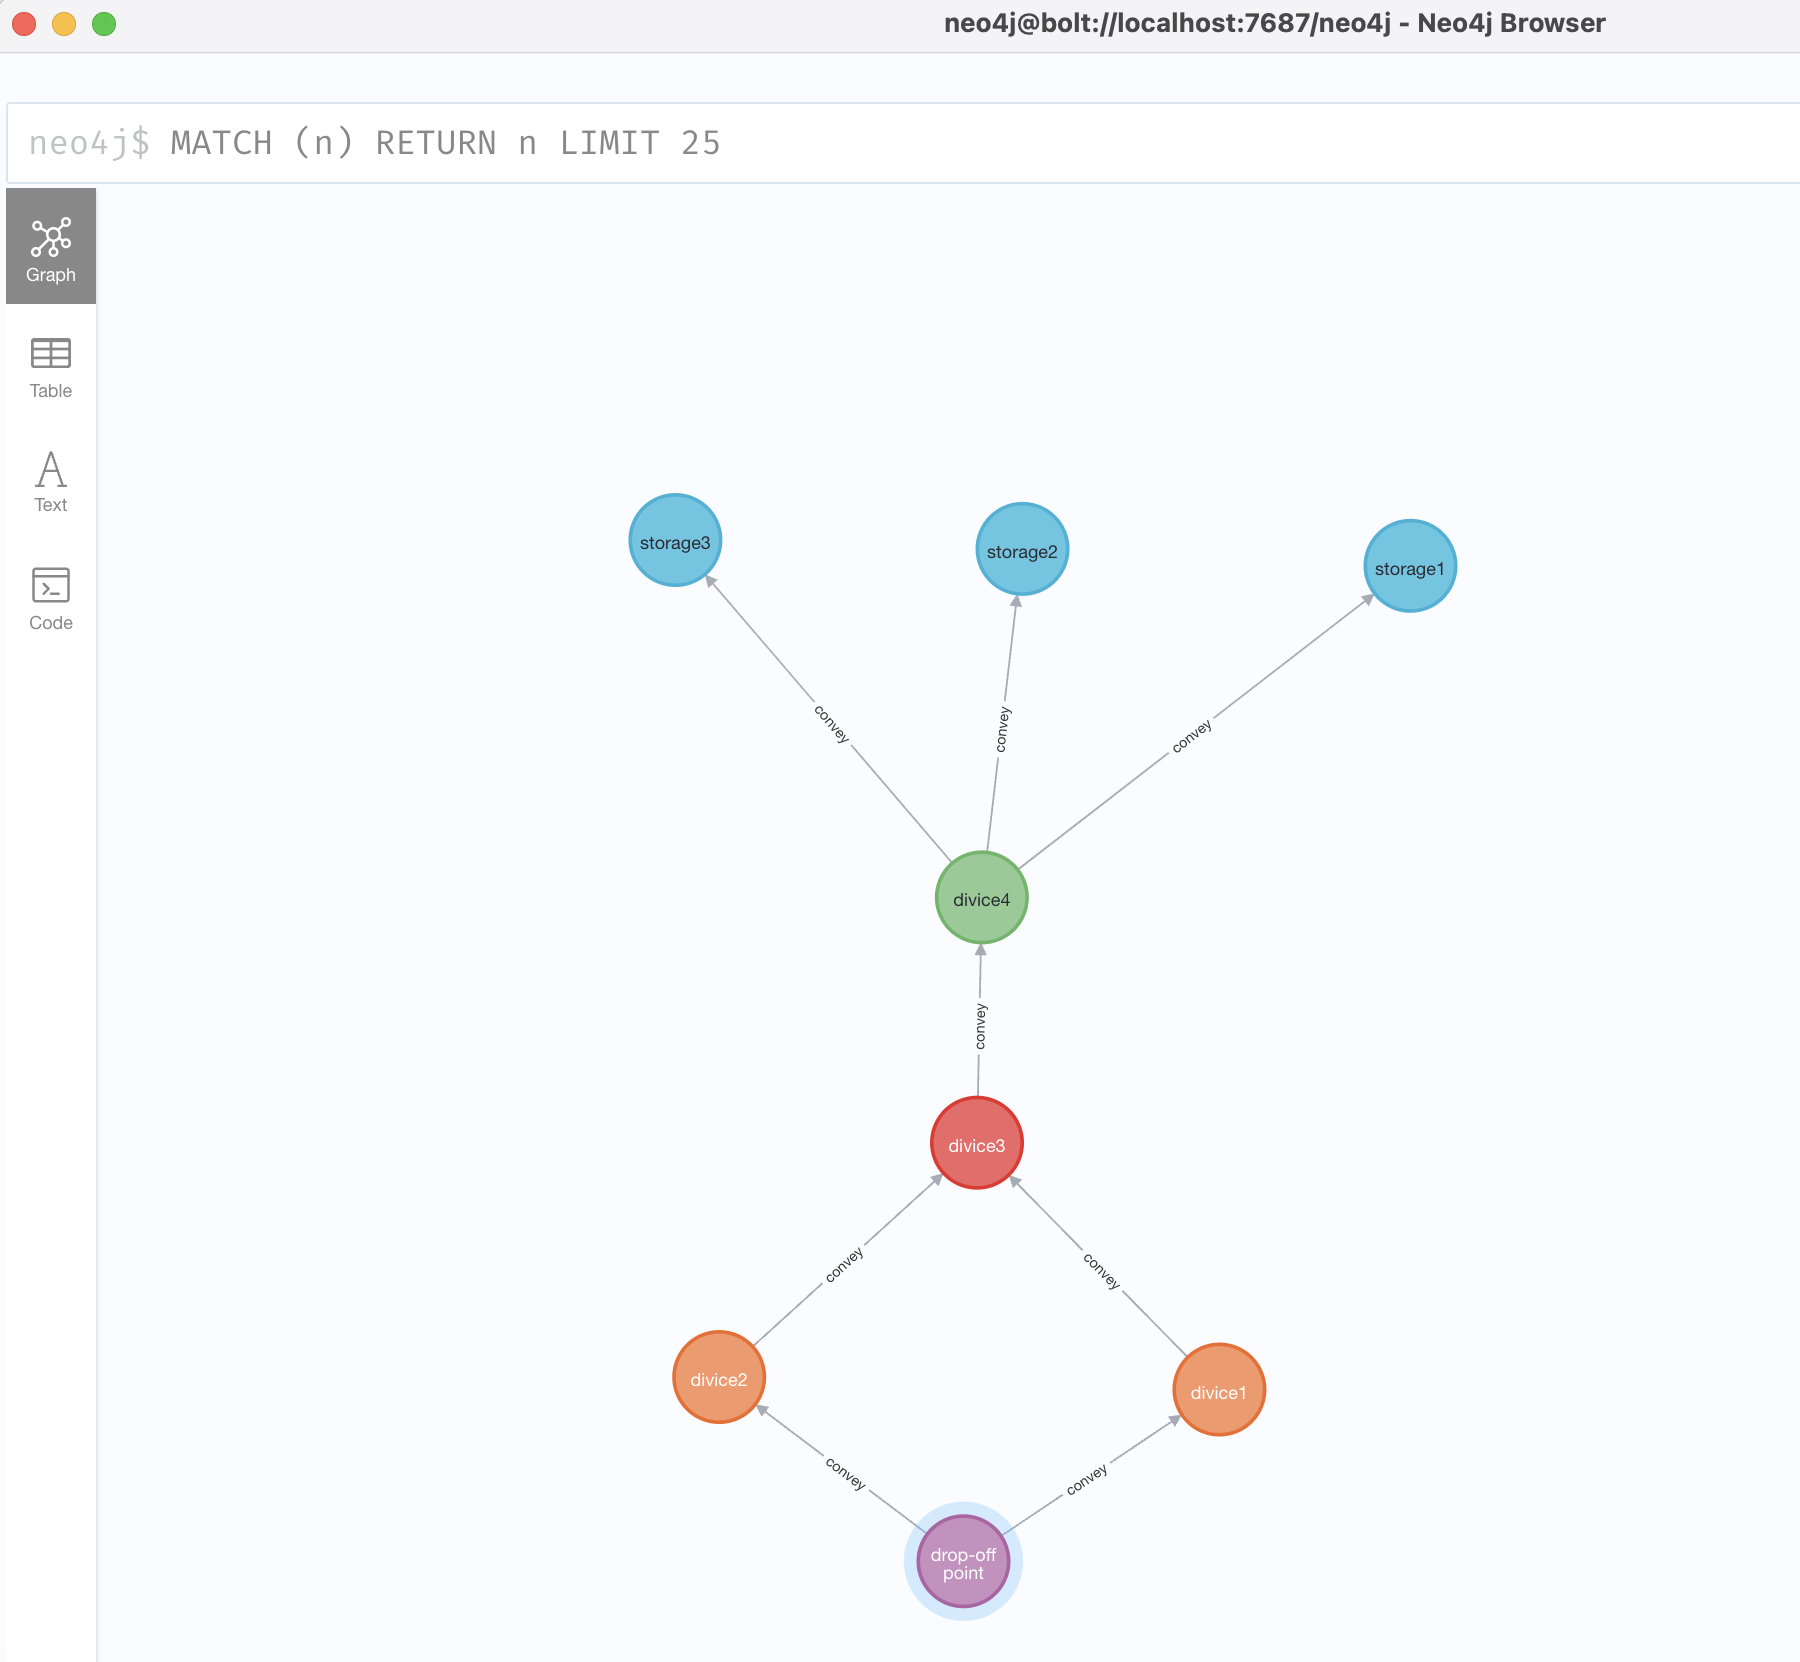 neo4j@bolt://localhost:7687/neo4j - Neo4j Browser
neo4j$ MATCH (n) RETURN n LIMIT 25
Graph
Table
Text
Code
storage3
storage2
storage1
convey
convey
convey
divice4
convey
divice3
convey
convey
divice2
divice1
convey
convey
drop-off
point